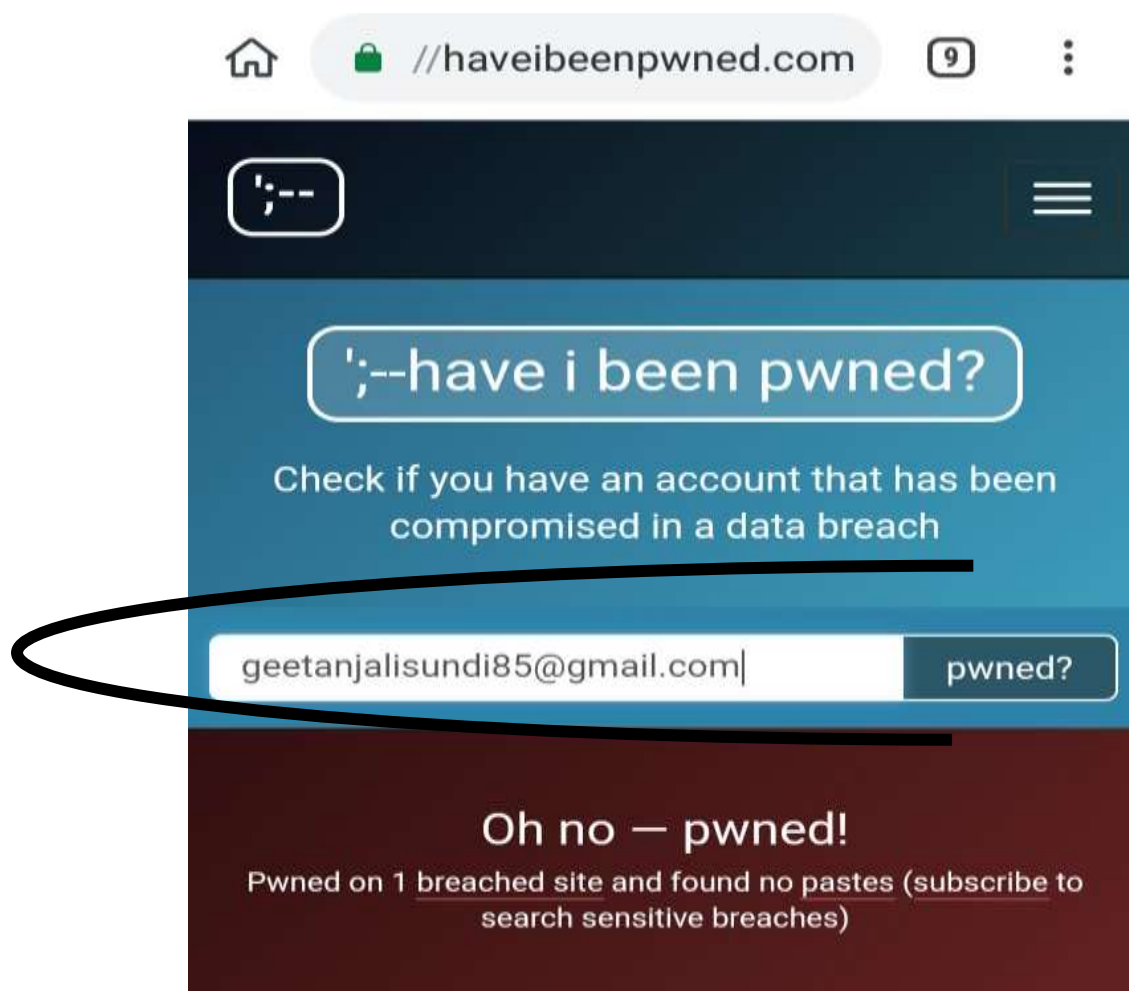 //haveibeenpwned.com 9
';--
';--have i been pwned?
Check if you have an account that has been
compromised in a data breach
geetanjalisundi85@gmail.com pwned?
Oh no — pwned!
Pwned on 1 breached site and found no pastes (subscribe to
search sensitive breaches)